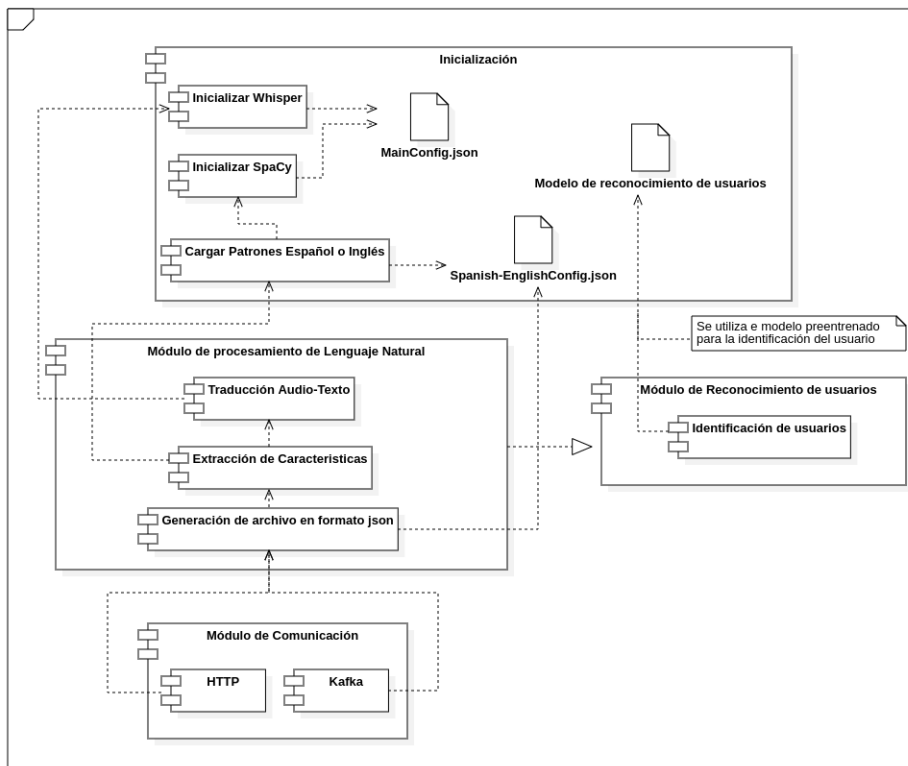 Inicialización
Inicializar Whisper
MainConfig.json
Inicializar SpaCy
Modelo de reconocimiento de usuarios
Cargar Patrones Español o Inglés
Spanish-EnglishConfig.json
Se utiliza e modelo preentrenado
para la identificación del usuario
Módulo de procesamiento de Lenguaje Natural
Traducción Audio-Texto
Extracción de Caracteristicas
Generación de archivo en formato json
Módulo de Reconocimiento de usuarios
Identificación de usuarios
Módulo de Comunicación
HTTP
Kafka